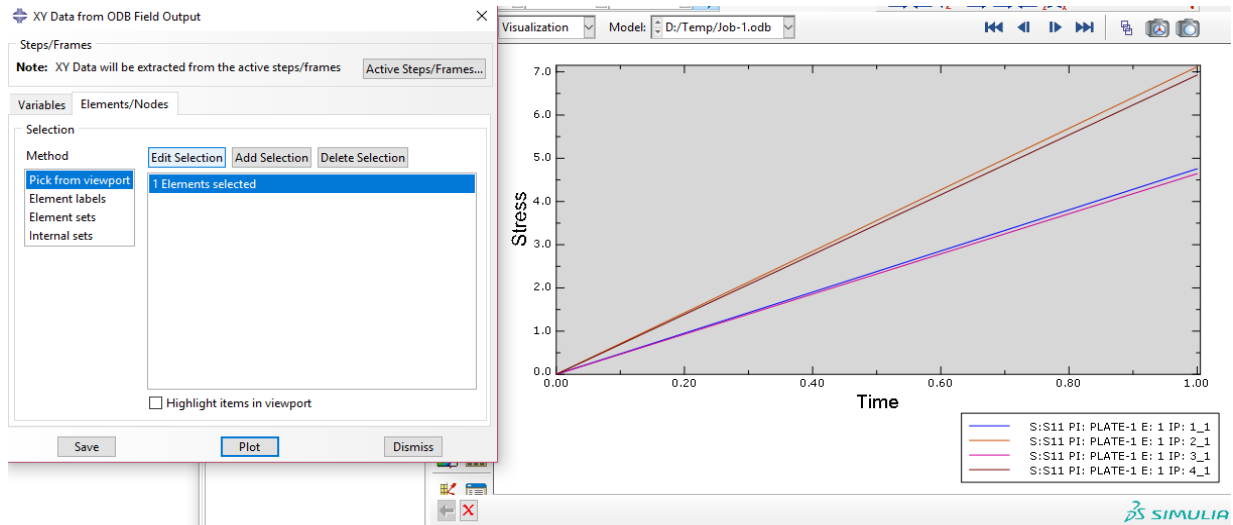 XY Data from ODB Field Output
Steps/Frames
Note: XY Data will be extracted from the active steps/frames
Active Steps/Frames...
Variables
Elements/Nodes
Selection
Method
Edit Selection
Add Selection
Delete Selection
Pick from viewport
Element labels
Element sets
Internal sets
1 Elements selected
Highlight items in viewport
Save
Plot
Dismiss
Visualization
Model:
D:/Temp/Job-1.odb
7.0
6.0
5.0
4.0
3.0
2.0
1.0
0.0
Stress
0.00
0.20
0.40
0.60
0.80
1.00
Time
S:S11 PI: PLATE-1 E: 1 IP: 1_1
S:S11 PI: PLATE-1 E: 1 IP: 2_1
S:S11 PI: PLATE-1 E: 1 IP: 3_1
S:S11 PI: PLATE-1 E: 1 IP: 4_1
SIMULIA